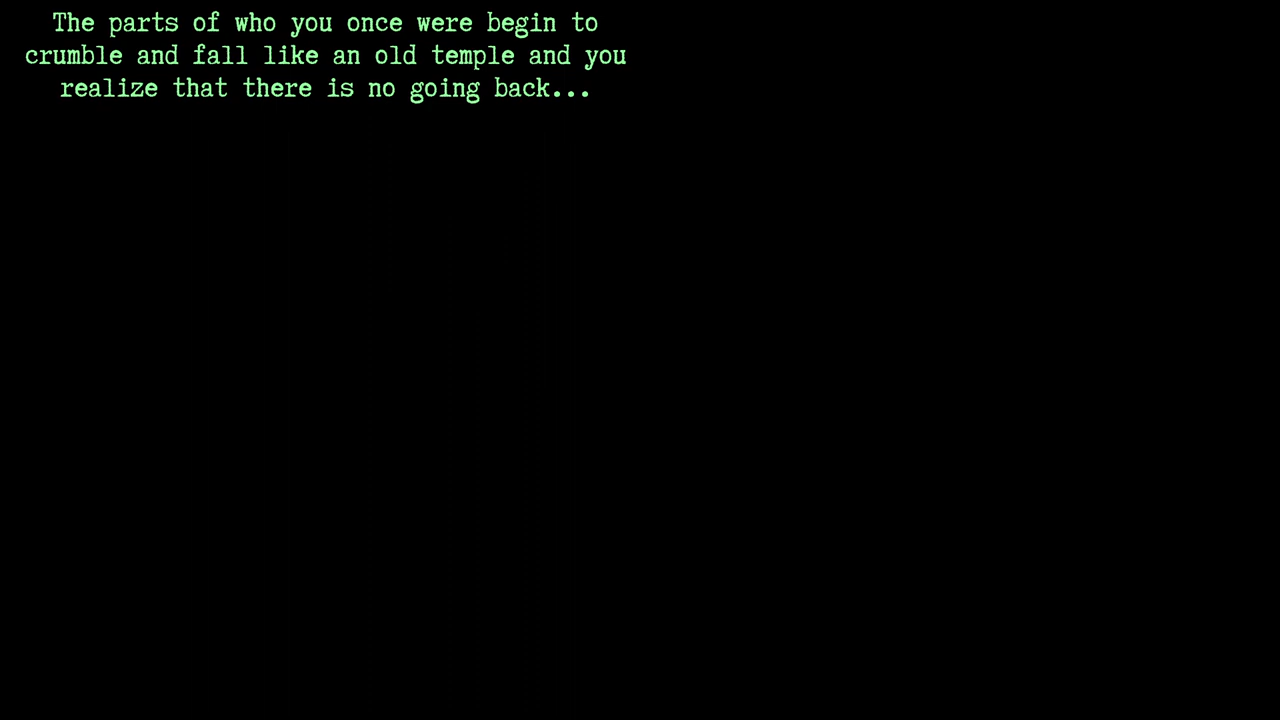 The parts of who you once were begin to
crumble and fall like an old temple and you
realize that there is no going back...